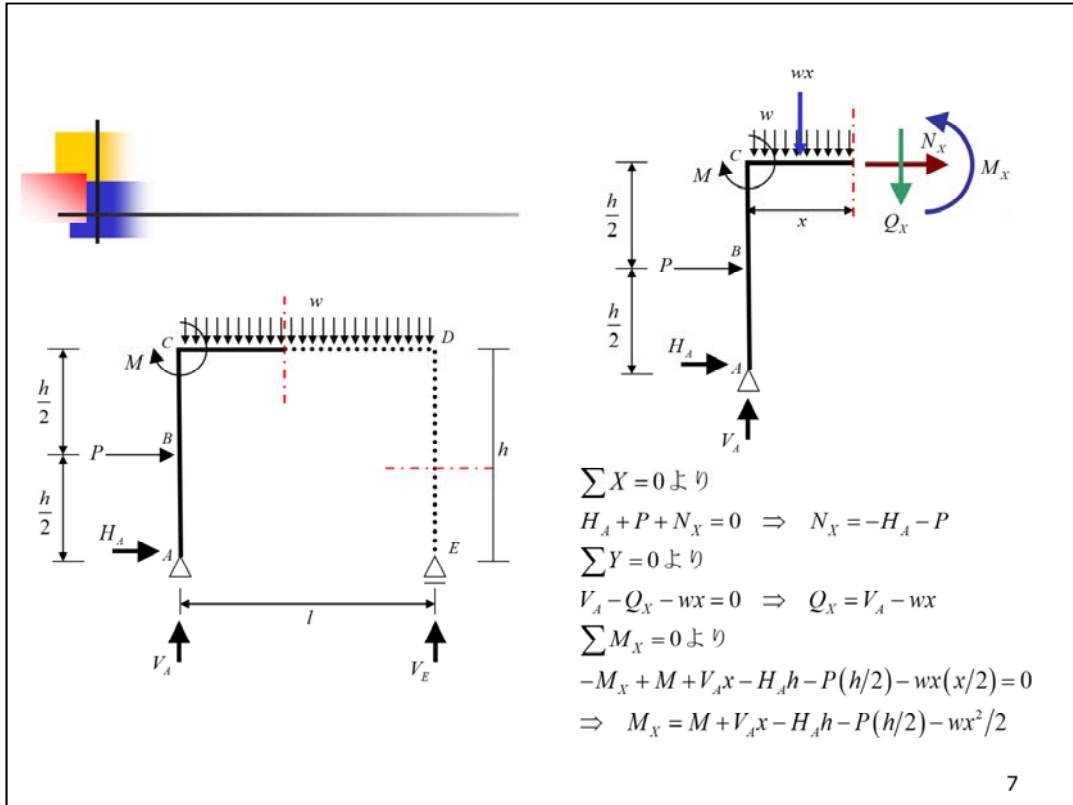 w
C
D
M
h/2
B
P
h
h/2
H_A
A
E
l
V_A
V_E
wx
w
C
N_x
M
M_x
h/2
x
Q_x
B
P
h/2
H_A
A
V_A
∑X = 0より
H_A + P + N_X = 0 ⇒ N_X = −H_A − P
∑Y = 0より
V_A − Q_X − wx = 0 ⇒ Q_X = V_A − wx
∑M_X = 0より
−M_X + M + V_A x − H_A h − P(h/2) − wx(x/2) = 0
⇒ M_X = M + V_A x − H_A h − P(h/2) − wx²/2
7